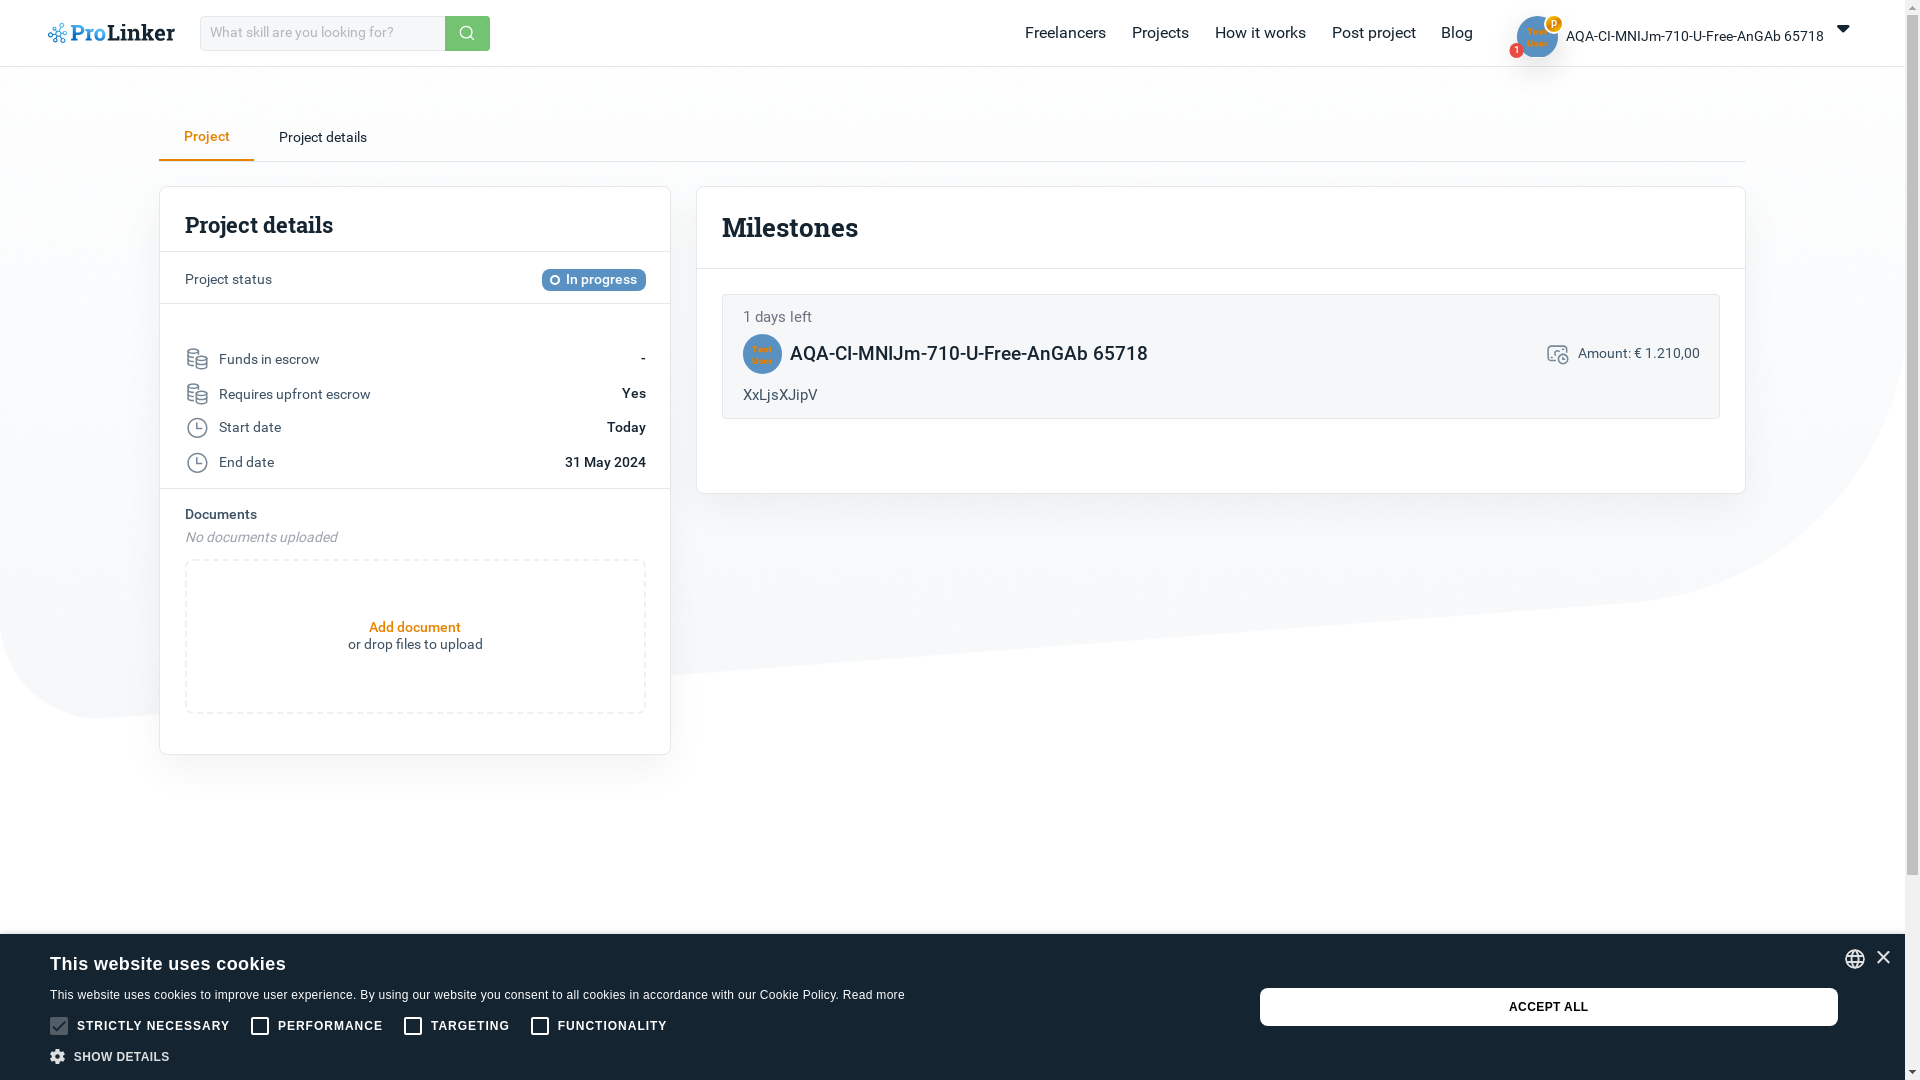 ProLinker
What skill are you looking for?
Freelancers
Projects
How it works
Post project
Blog
p
1
AQA-CI-MNIJm-710-U-Free-AnGAb 65718
Project
Project details
Project details
Project status
In progress
Funds in escrow
-
Requires upfront escrow
Yes
Start date
Today
End date
31 May 2024
Documents
No documents uploaded
Add document
or drop files to upload
Milestones
1 days left
Test
User
AQA-CI-MNIJm-710-U-Free-AnGAb 65718
Amount: € 1.210,00
XxLjsXJipV
This website uses cookies
This website uses cookies to improve user experience. By using our website you consent to all cookies in accordance with our Cookie Policy. Read more
STRICTLY NECESSARY
PERFORMANCE
TARGETING
FUNCTIONALITY
SHOW DETAILS
ACCEPT ALL